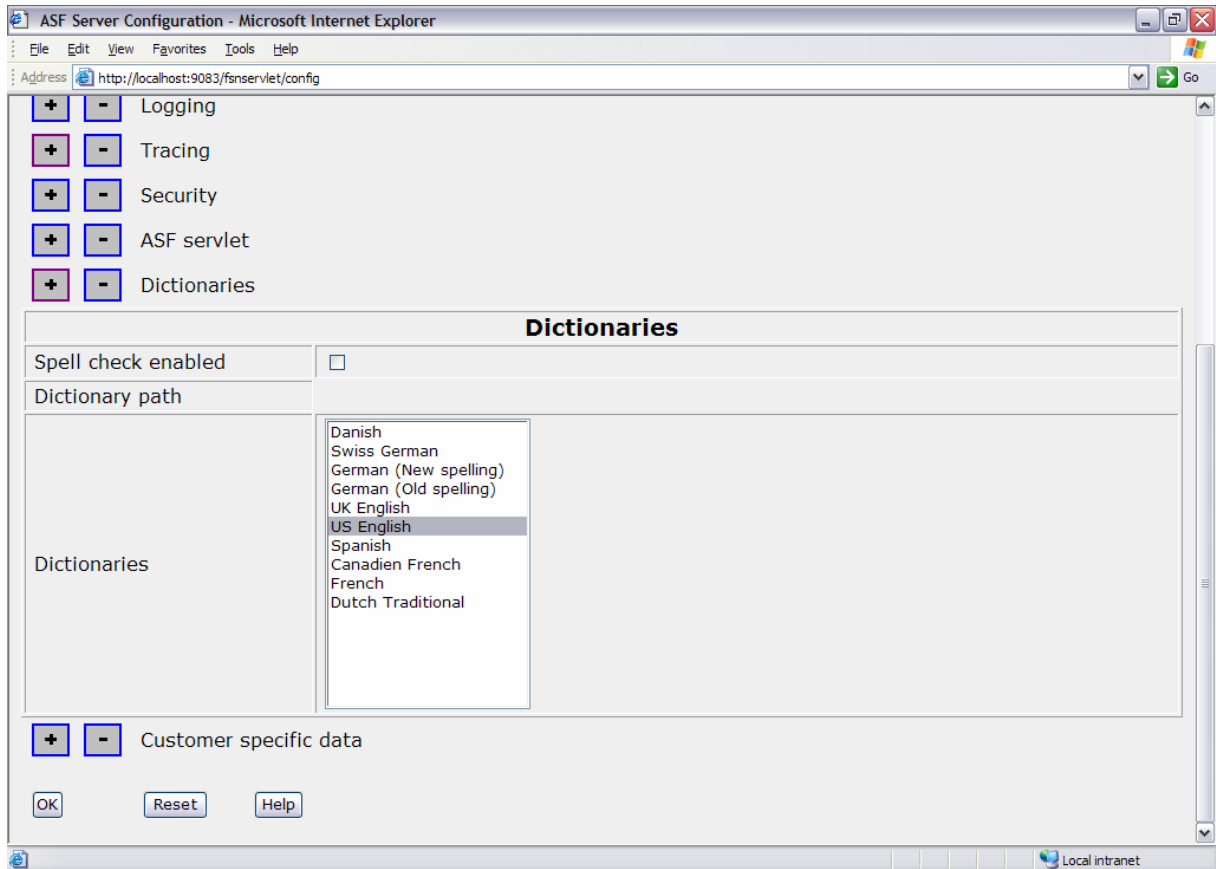 ASF Server Configuration - Microsoft Internet Explorer
File Edit View Favorites Tools Help
Address http://localhost:9083/fsnservlet/config Go
+ - Logging
+ - Tracing
+ - Security
+ - ASF servlet
+ - Dictionaries
Dictionaries
Spell check enabled
Dictionary path
Dictionaries
Danish
Swiss German
German (New spelling)
German (Old spelling)
UK English
US English
Spanish
Canadien French
French
Dutch Traditional
+ - Customer specific data
OK Reset Help
Local intranet